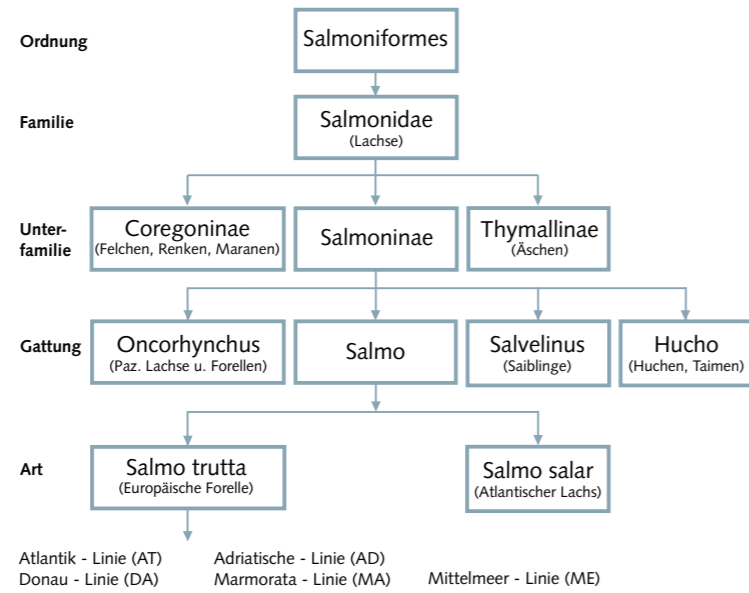 Ordnung
Salmoniformes
Familie
Salmonidae
(Lachse)
Unter-
familie
Coregoninae
(Felchen, Renken, Maranen)
Salmoninae
Thymallinae
(Äschen)
Gattung
Oncorhynchus
(Paz. Lachse u. Forellen)
Salmo
Salvelinus
(Saiblinge)
Hucho
(Huchen, Taimen)
Art
Salmo trutta
(Europäische Forelle)
Salmo salar
(Atlantischer Lachs)
Atlantik - Linie (AT) Adriatische - Linie (AD)
Donau - Linie (DA) Marmorata - Linie (MA) Mittelmeer - Linie (ME)